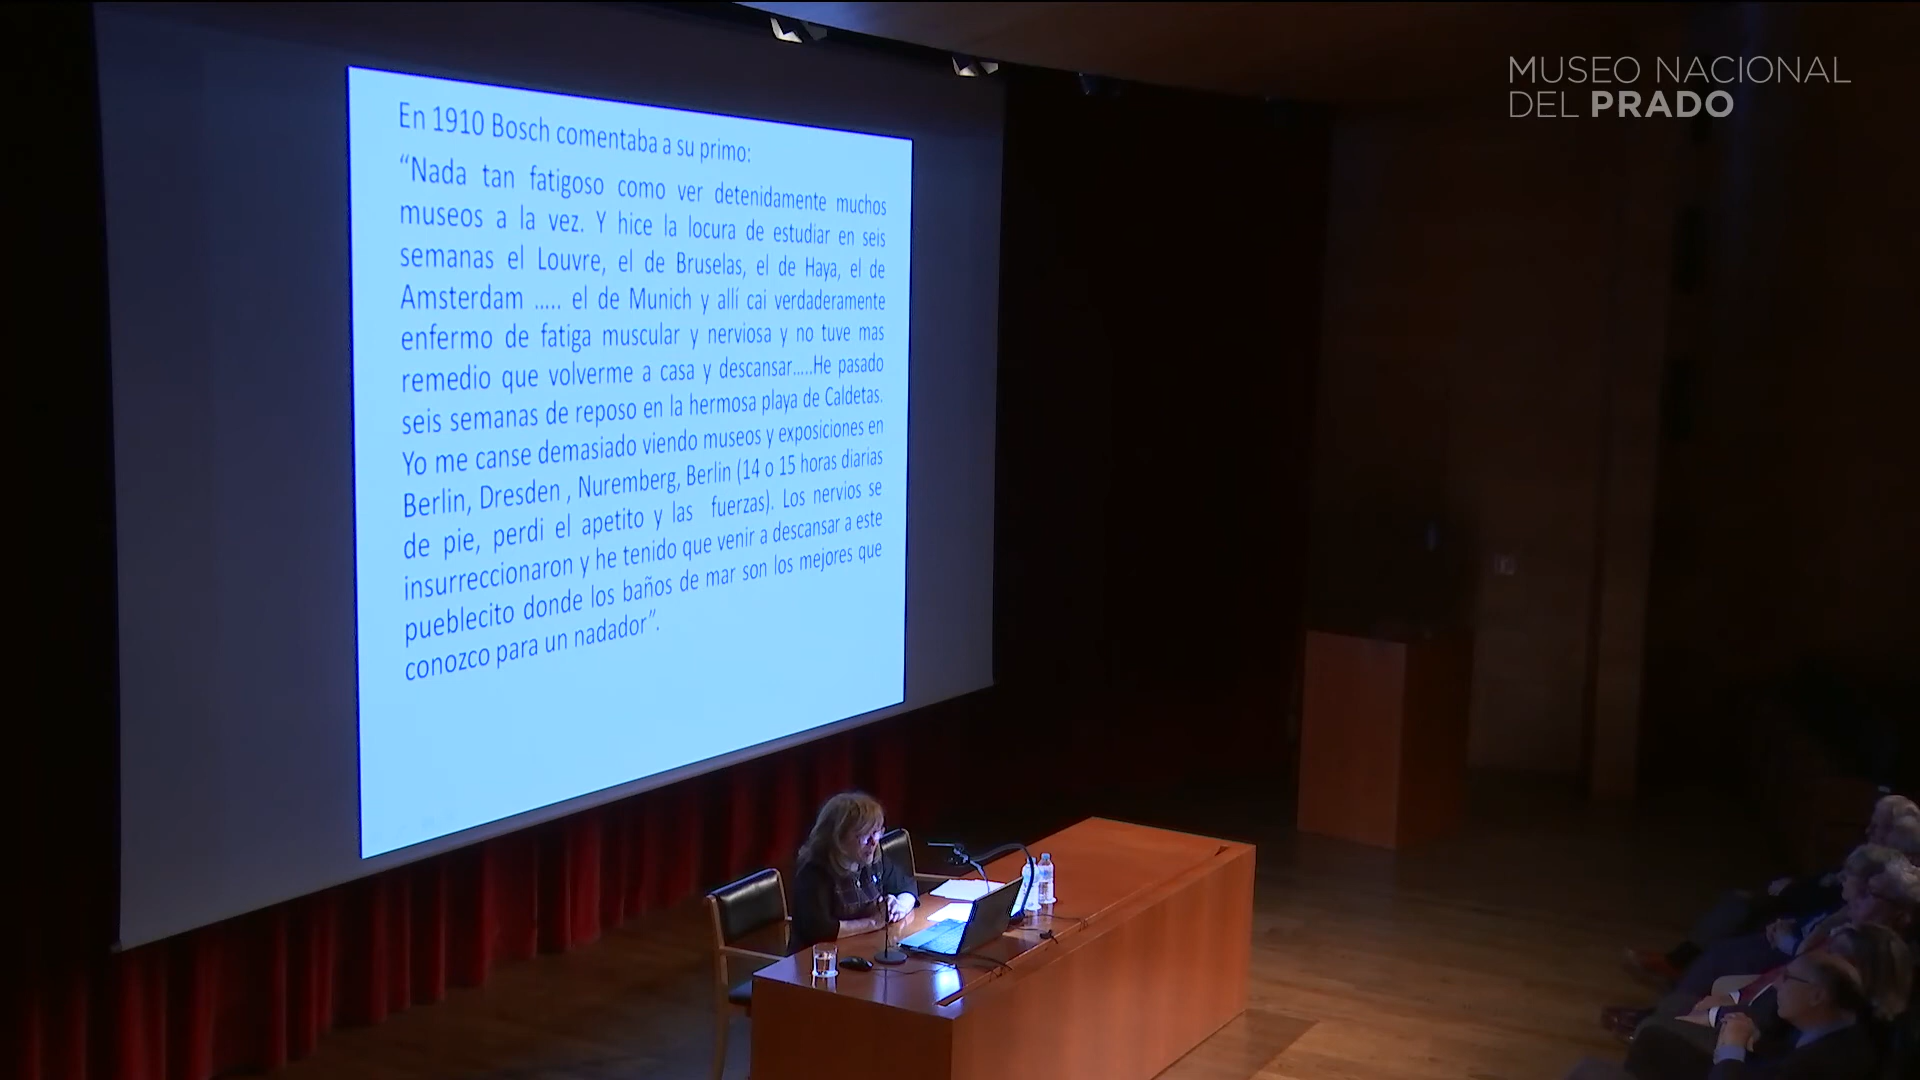 MUSEO NACIONAL
DEL PRADO
En 1910 Bosch comentaba a su primo:
“Nada tan fatigoso como ver detenidamente muchos
museos a la vez. Y hice la locura de estudiar en seis
semanas el Louvre, el de Bruselas, el de Haya, el de
Amsterdam ..... el de Munich y allí cai verdaderamente
enfermo de fatiga muscular y nerviosa y no tuve mas
remedio que volverme a casa y descansar.....He pasado
seis semanas de reposo en la hermosa playa de Caldetas.
Yo me canse demasiado viendo museos y exposiciones en
Berlin, Dresden , Nuremberg, Berlin (14 o 15 horas diarias
de pie, perdi el apetito y las fuerzas). Los nervios se
insurreccionaron y he tenido que venir a descansar a este
pueblecito donde los baños de mar son los mejores que
conozco para un nadador”.